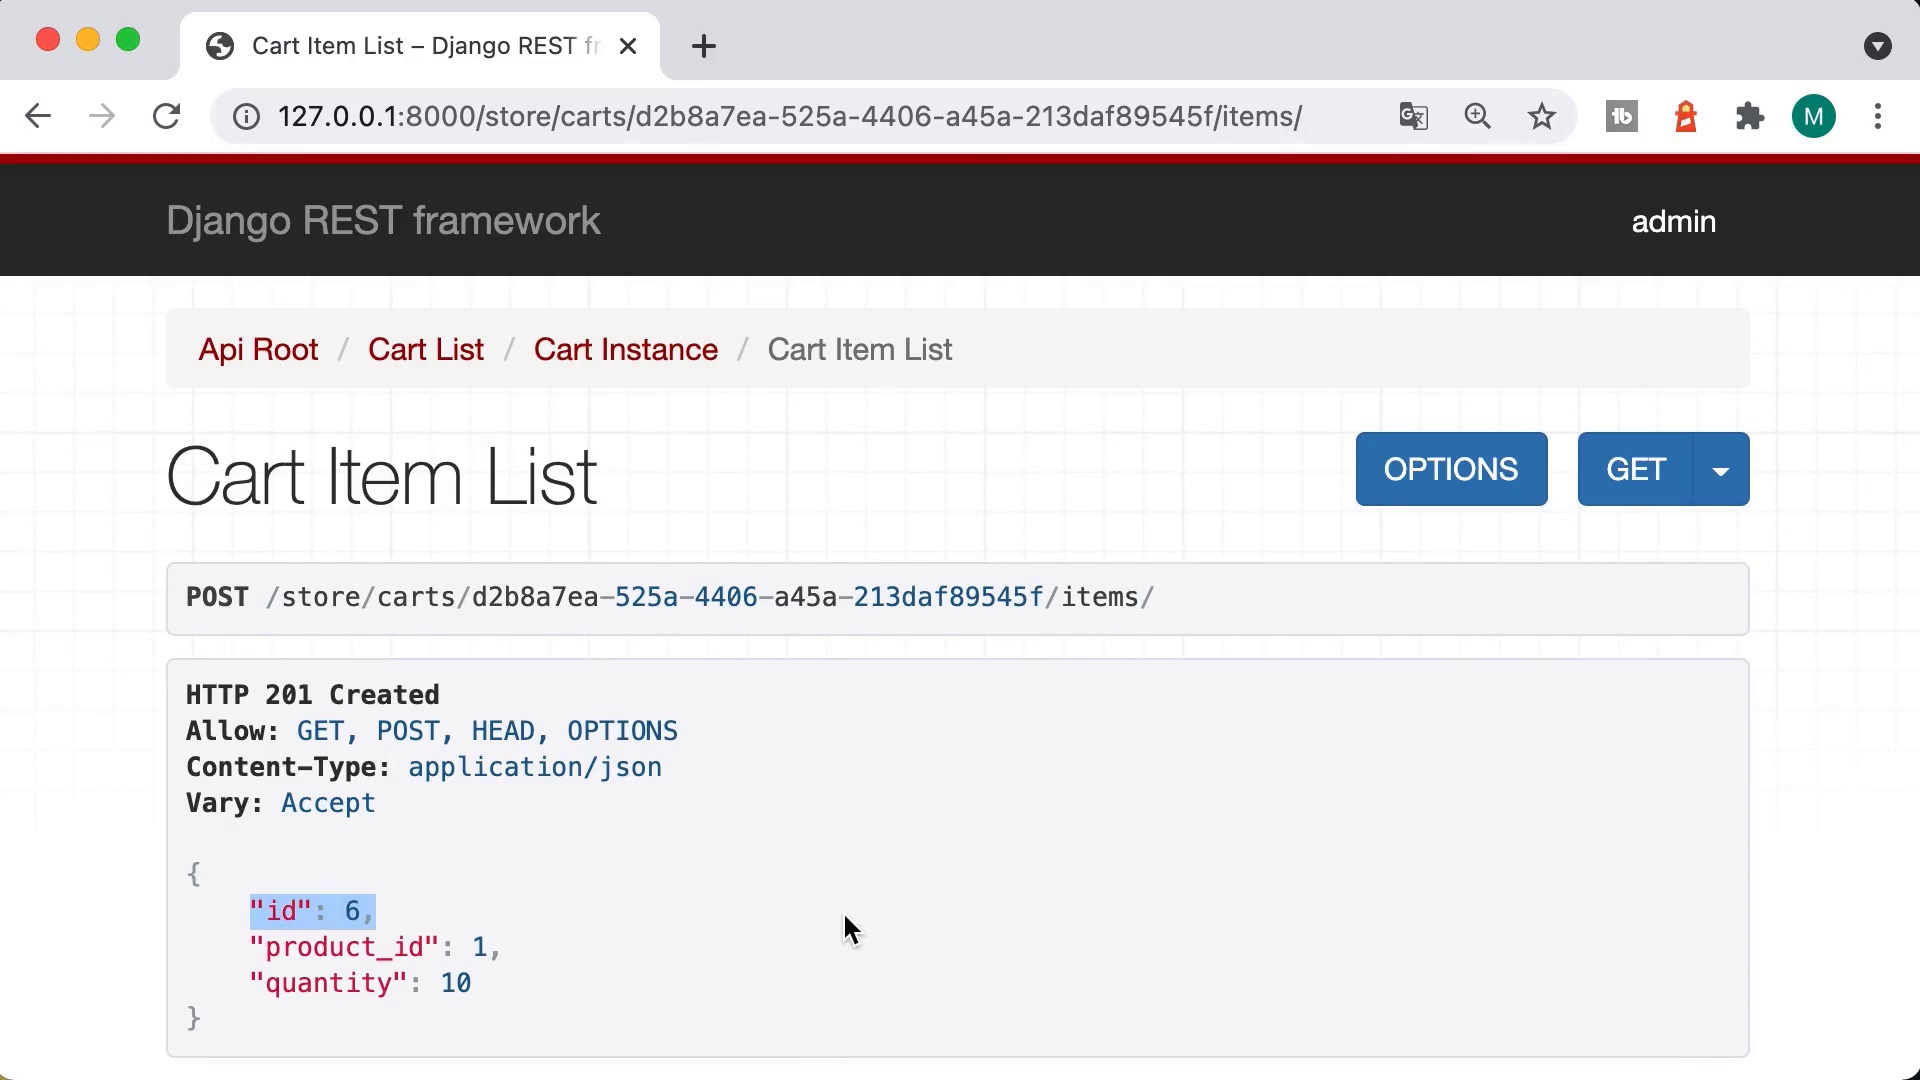 Cart Item List – Django REST fr
127.0.0.1:8000/store/carts/d2b8a7ea-525a-4406-a45a-213daf89545f/items/
M
Django REST framework
admin
Api Root / Cart List / Cart Instance / Cart Item List
Cart Item List
OPTIONS
GET
POST /store/carts/d2b8a7ea-525a-4406-a45a-213daf89545f/items/
HTTP 201 Created
Allow: GET, POST, HEAD, OPTIONS
Content-Type: application/json
Vary: Accept
{
    "id": 6,
    "product_id": 1,
    "quantity": 10
}